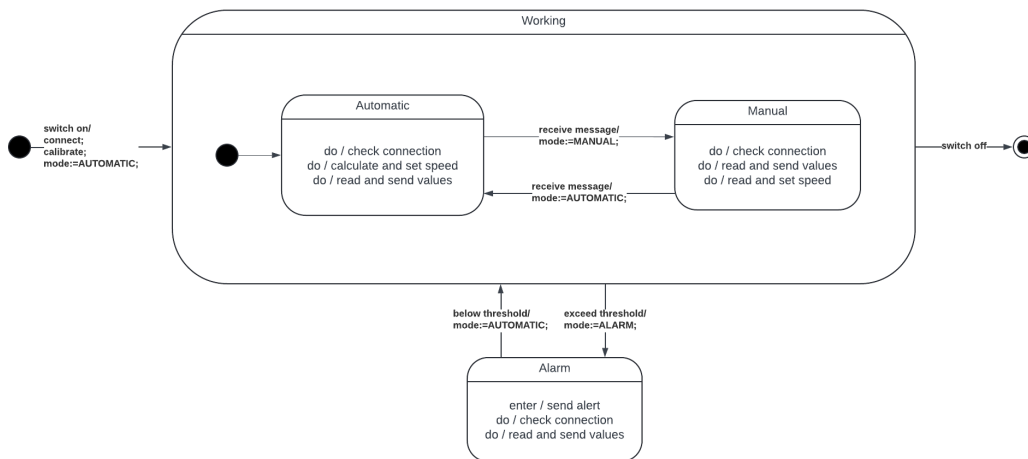 Working
switch on/
connect;
calibrate;
mode:=AUTOMATIC;
Automatic
do / check connection
do / calculate and set speed
do / read and send values
receive message/
mode:=MANUAL;
receive message/
mode:=AUTOMATIC;
Manual
do / check connection
do / read and send values
do / read and set speed
switch off
below threshold/
mode:=AUTOMATIC;
exceed threshold/
mode:=ALARM;
Alarm
enter / send alert
do / check connection
do / read and send values